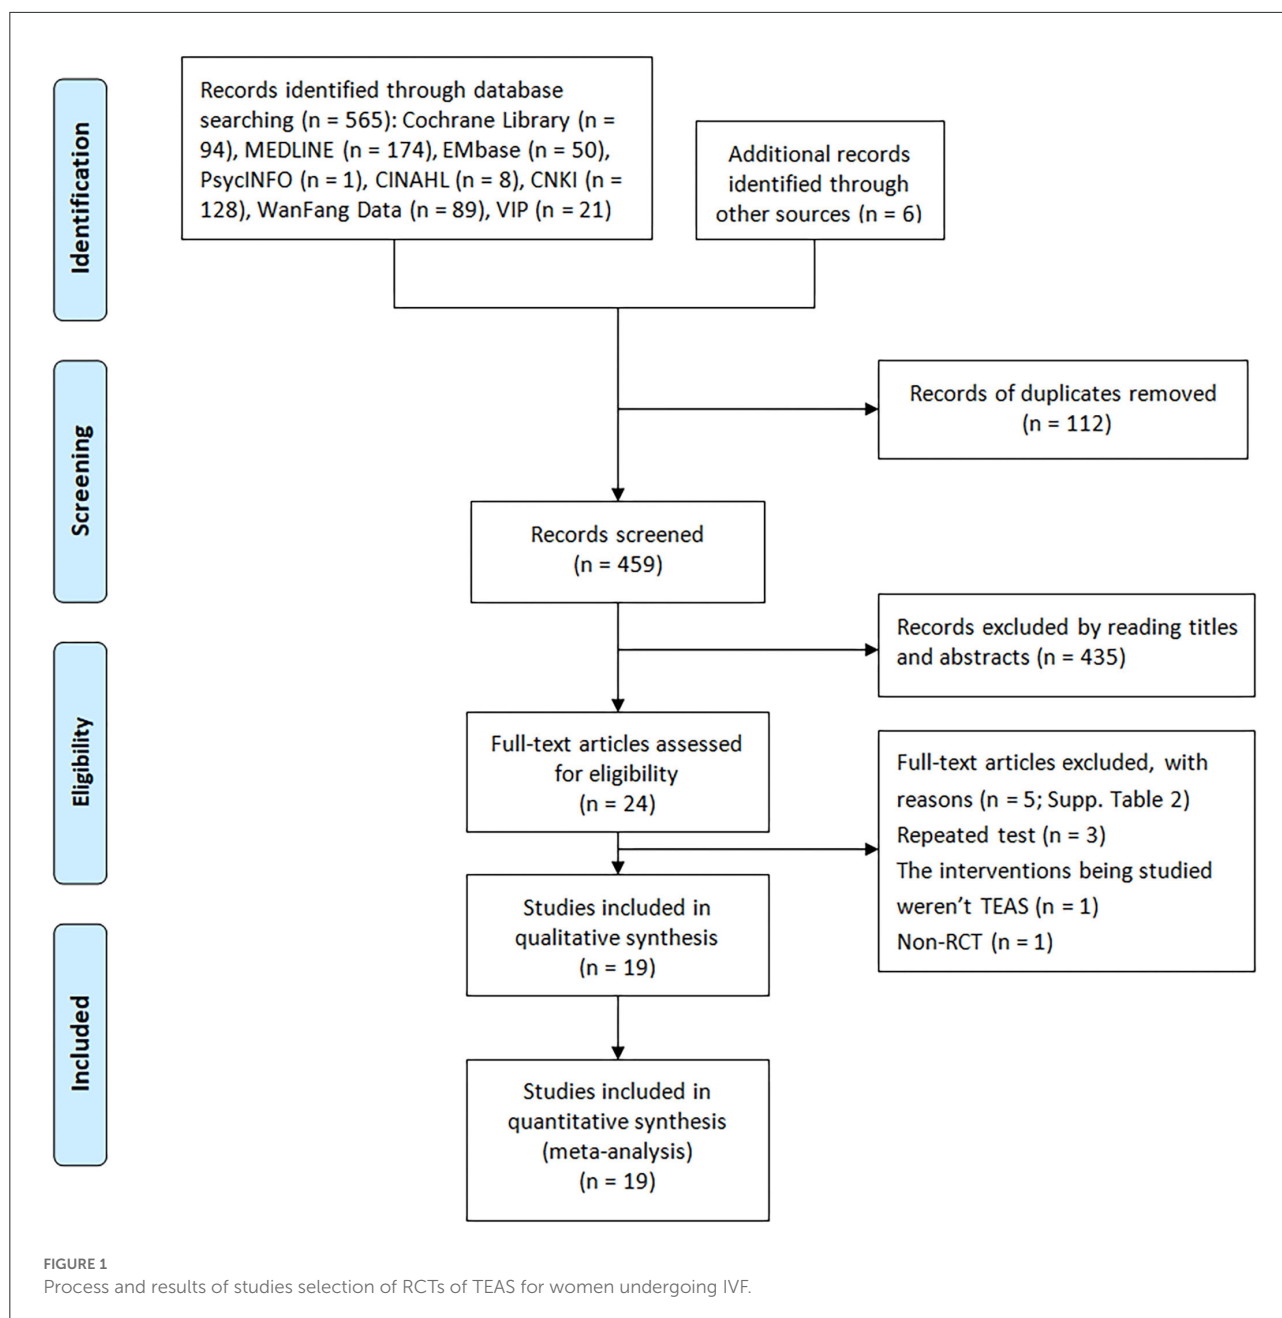 Identification
Records identified through database
searching (n = 565): Cochrane Library (n =
94), MEDLINE (n = 174), EMbase (n = 50),
PsycINFO (n = 1), CINAHL (n = 8), CNKI (n =
128), WanFang Data (n = 89), VIP (n = 21)
Additional records
identified through
other sources (n = 6)
Screening
Records of duplicates removed
(n = 112)
Records screened
(n = 459)
Records excluded by reading titles
and abstracts (n = 435)
Eligibility
Full-text articles assessed
for eligibility
(n = 24)
Full-text articles excluded, with
reasons (n = 5; Supp. Table 2)
Repeated test (n = 3)
The interventions being studied
weren't TEAS (n = 1)
Non-RCT (n = 1)
Studies included in
qualitative synthesis
(n = 19)
Included
Studies included in
quantitative synthesis
(meta-analysis)
(n = 19)
FIGURE 1
Process and results of studies selection of RCTs of TEAS for women undergoing IVF.